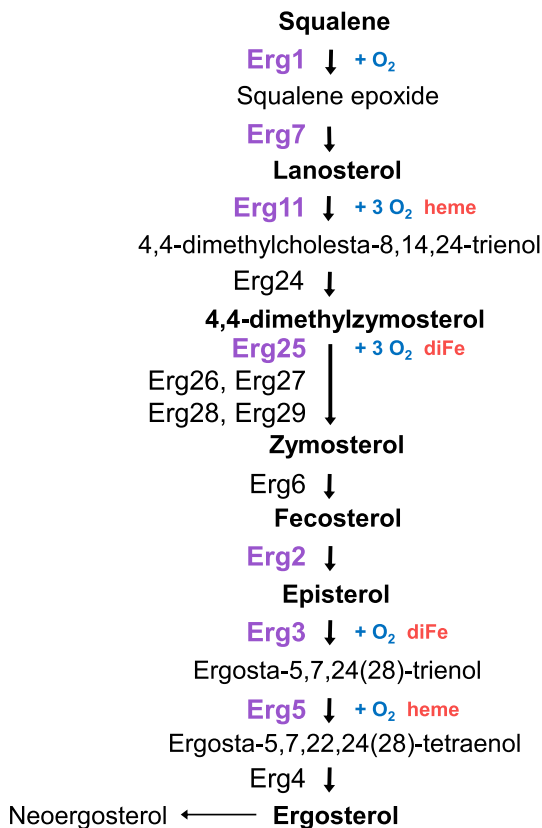 Squalene
Erg1 + O₂
Squalene epoxide
Erg7
Lanosterol
Erg11 + 3 O₂ heme
4,4-dimethylcholesta-8,14,24-trienol
Erg24
4,4-dimethylzymosterol
Erg25 + 3 O₂ diFe
Erg26, Erg27
Erg28, Erg29
Zymosterol
Erg6
Fecosterol
Erg2
Episterol
Erg3 + O₂ diFe
Ergosta-5,7,24(28)-trienol
Erg5 + O₂ heme
Ergosta-5,7,22,24(28)-tetraenol
Erg4
Neoergosterol Ergosterol